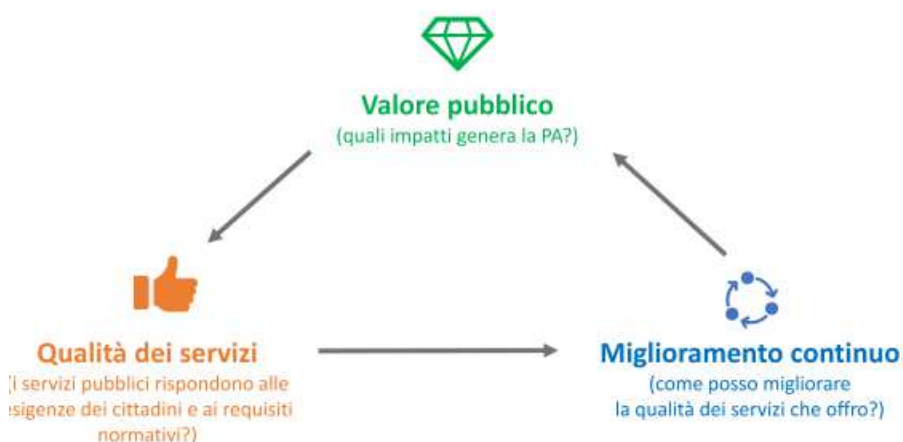 Valore pubblico
(quali impatti genera la PA?)
Qualità dei servizi
(i servizi pubblici rispondono alle
esigenze dei cittadini e ai requisiti
normativi?)
Miglioramento continuo
(come posso migliorare
la qualità dei servizi che offro?)